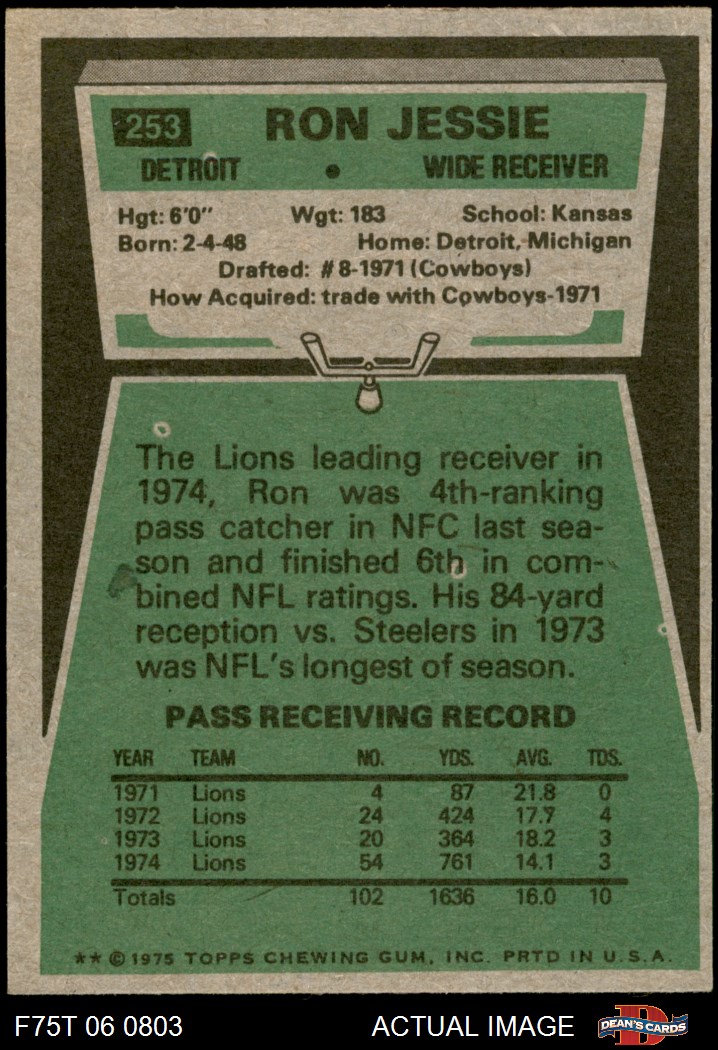 253 RON JESSIE
DETROIT • WIDE RECEIVER
Hgt: 6'0" Wgt: 183 School: Kansas
Born: 2-4-48 Home: Detroit, Michigan
Drafted: #8-1971 (Cowboys)
How Acquired: trade with Cowboys-1971
The Lions leading receiver in
1974, Ron was 4th-ranking
pass catcher in NFC last sea-
son and finished 6th in com-
bined NFL ratings. His 84-yard
reception vs. Steelers in 1973
was NFL's longest of season.
PASS RECEIVING RECORD
YEAR TEAM NO. YDS. AVG. TDS.
1971 Lions 4 87 21.8 0
1972 Lions 24 424 17.7 4
1973 Lions 20 364 18.2 3
1974 Lions 54 761 14.1 3
Totals 102 1636 16.0 10
** © 1975 TOPPS CHEWING GUM, INC. PRTD IN U.S.A.
F75T 06 0803 ACTUAL IMAGE D DEAN'S CARDS